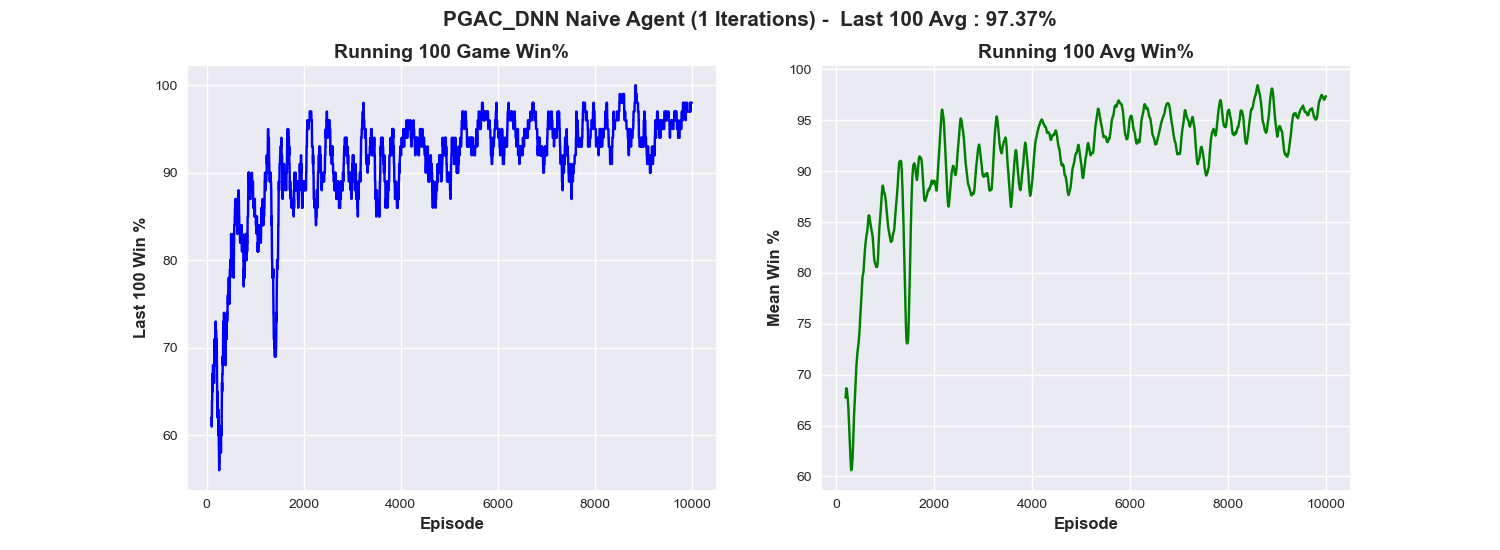 PGAC_DNN Naive Agent (1 Iterations) -  Last 100 Avg : 97.37%
Running 100 Game Win%
Last 100 Win %
100
90
80
70
60
0 2000 4000 6000 8000 10000
Episode
Running 100 Avg Win%
Mean Win %
100
95
90
85
80
75
70
65
60
0 2000 4000 6000 8000 10000
Episode